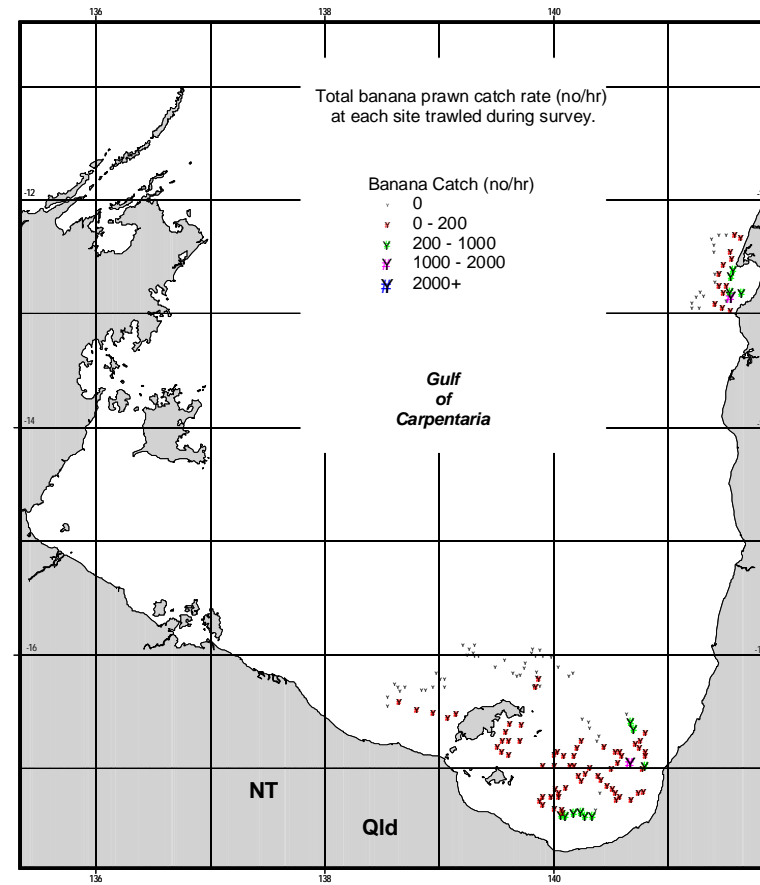 136
138
140
Total banana prawn catch rate (no/hr)
at each site trawled during survey.
-12
Banana Catch (no/hr)
0
0 - 200
200 - 1000
1000 - 2000
2000+
Gulf
of
Carpentaria
-14
-16
NT
Qld
136
138
140